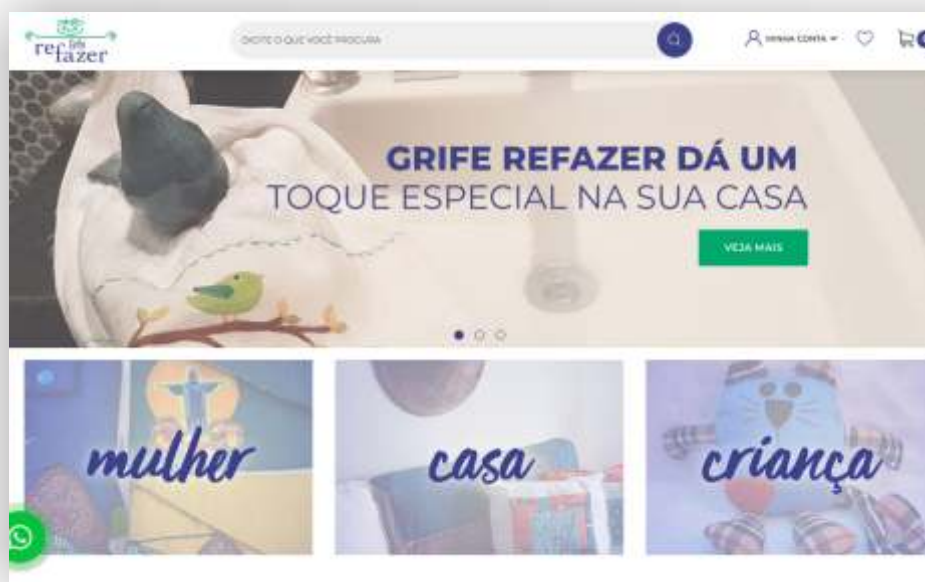 refazer
DIGITE O QUE VOCÊ PROCURA
MINHA CONTA
GRIFE REFAZER DÁ UM
TOQUE ESPECIAL NA SUA CASA
VEJA MAIS
mulher
casa
criança